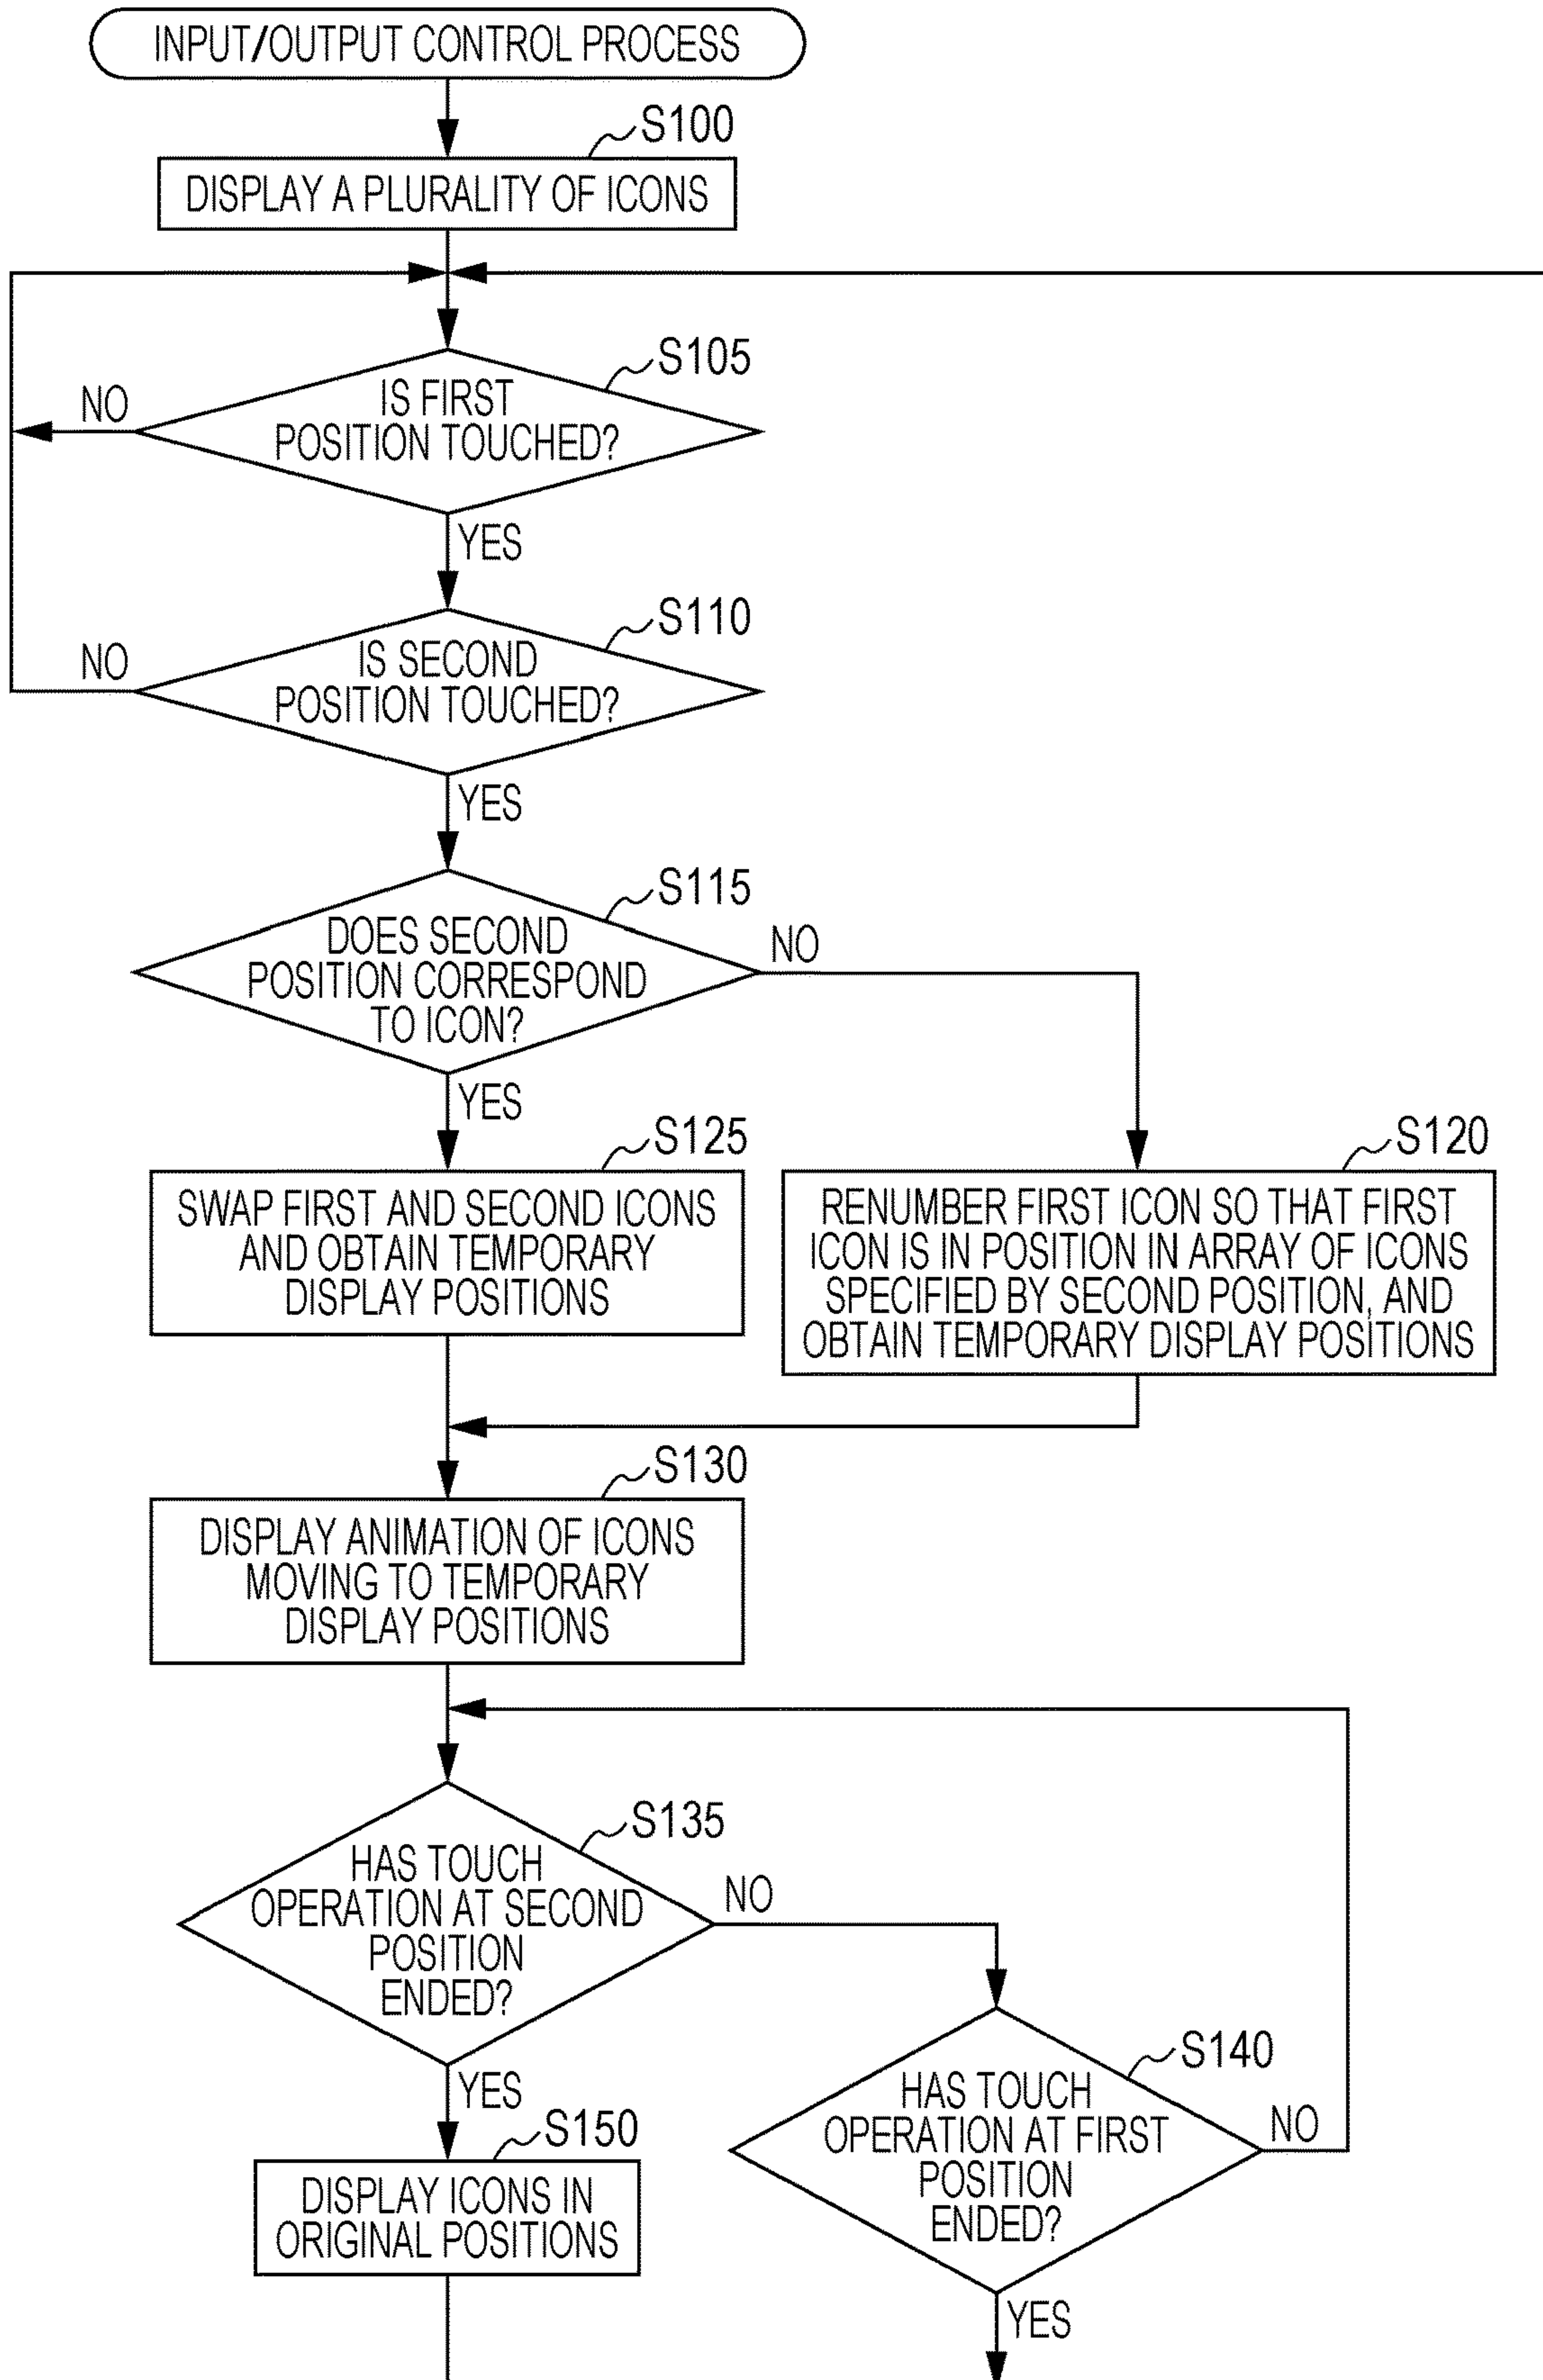 INPUT/OUTPUT CONTROL PROCESS
S100
DISPLAY A PLURALITY OF ICONS
S105
IS FIRST
POSITION TOUCHED?
NO
YES
S110
IS SECOND
POSITION TOUCHED?
NO
YES
S115
DOES SECOND
POSITION CORRESPOND
TO ICON?
NO
YES
S125
SWAP FIRST AND SECOND ICONS
AND OBTAIN TEMPORARY
DISPLAY POSITIONS
S120
RENUMBER FIRST ICON SO THAT FIRST
ICON IS IN POSITION IN ARRAY OF ICONS
SPECIFIED BY SECOND POSITION, AND
OBTAIN TEMPORARY DISPLAY POSITIONS
S130
DISPLAY ANIMATION OF ICONS
MOVING TO TEMPORARY
DISPLAY POSITIONS
S135
HAS TOUCH
OPERATION AT SECOND
POSITION
ENDED?
NO
YES
S140
HAS TOUCH
OPERATION AT FIRST
POSITION
ENDED?
NO
YES
S150
DISPLAY ICONS IN
ORIGINAL POSITIONS